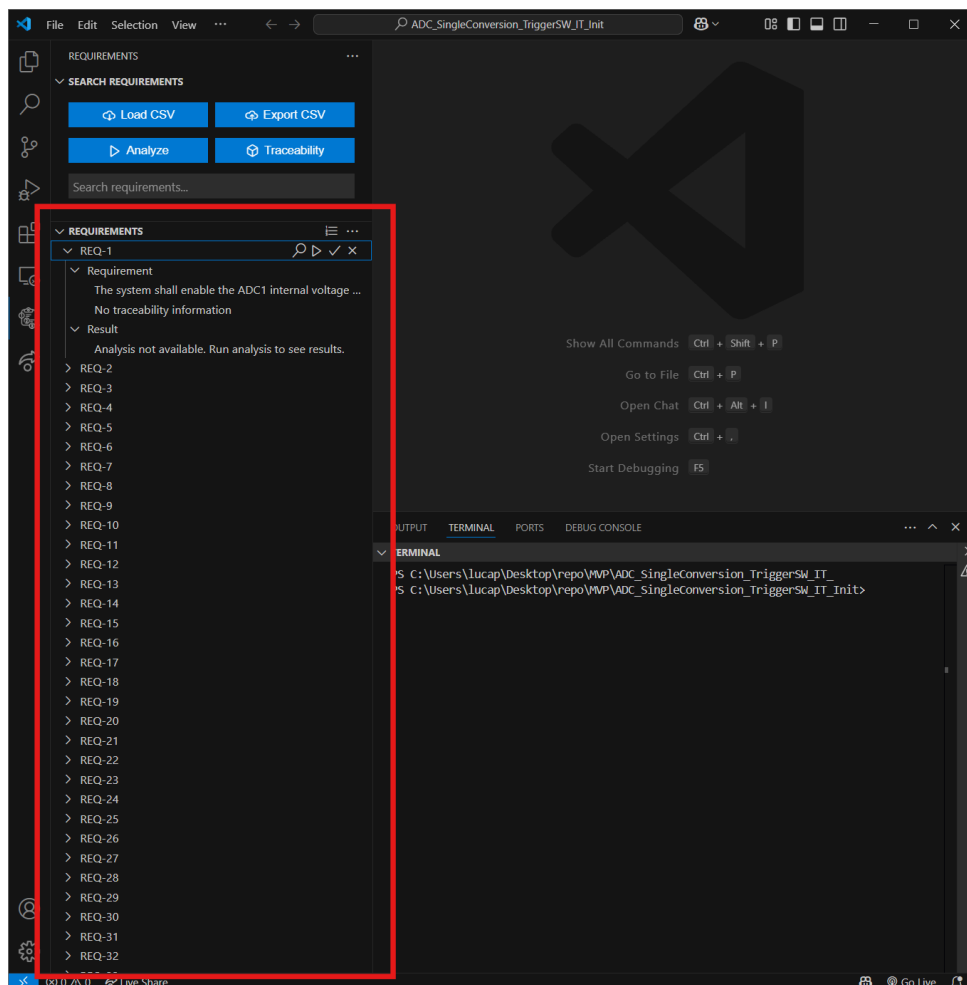 File Edit Selection View ··· ADC_SingleConversion_TriggerSW_IT_Init
REQUIREMENTS ···
SEARCH REQUIREMENTS
Load CSV Export CSV
Analyze Traceability
Search requirements...
REQUIREMENTS ···
REQ-1
Requirement
The system shall enable the ADC1 internal voltage ...
No traceability information
Result
Analysis not available. Run analysis to see results.
REQ-2
REQ-3
REQ-4
REQ-5
REQ-6
REQ-7
REQ-8
REQ-9
REQ-10
REQ-11
REQ-12
REQ-13
REQ-14
REQ-15
REQ-16
REQ-17
REQ-18
REQ-19
REQ-20
REQ-21
REQ-22
REQ-23
REQ-24
REQ-25
REQ-26
REQ-27
REQ-28
REQ-29
REQ-30
REQ-31
REQ-32
Show All Commands Ctrl + Shift + P
Go to File Ctrl + P
Open Chat Ctrl + Alt + I
Open Settings Ctrl + ,
Start Debugging F5
OUTPUT TERMINAL PORTS DEBUG CONSOLE ···
TERMINAL
PS C:\Users\lucap\Desktop\repo\MVP\ADC_SingleConversion_TriggerSW_IT_
PS C:\Users\lucap\Desktop\repo\MVP\ADC_SingleConversion_TriggerSW_IT_Init>
0 0 Live Share Go Live